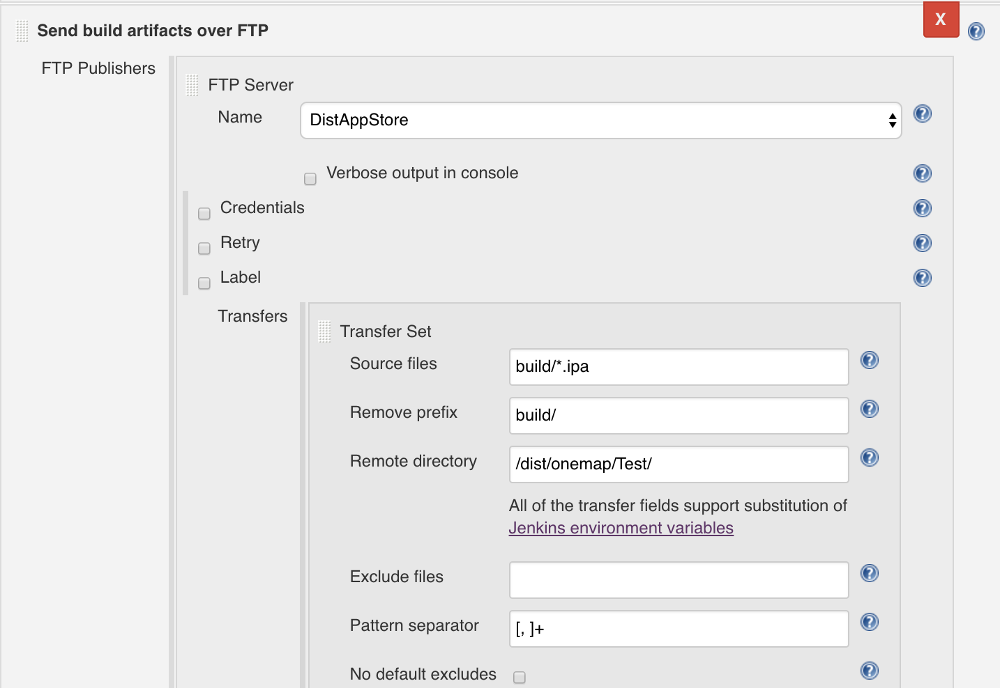 Send build artifacts over FTP
X
FTP Publishers
FTP Server
Name
DistAppStore
Verbose output in console
Credentials
Retry
Label
Transfers
Transfer Set
Source files
build/*.ipa
Remove prefix
build/
Remote directory
/dist/onemap/Test/
All of the transfer fields support substitution of
Jenkins environment variables
Exclude files
Pattern separator
[, ]+
No default excludes